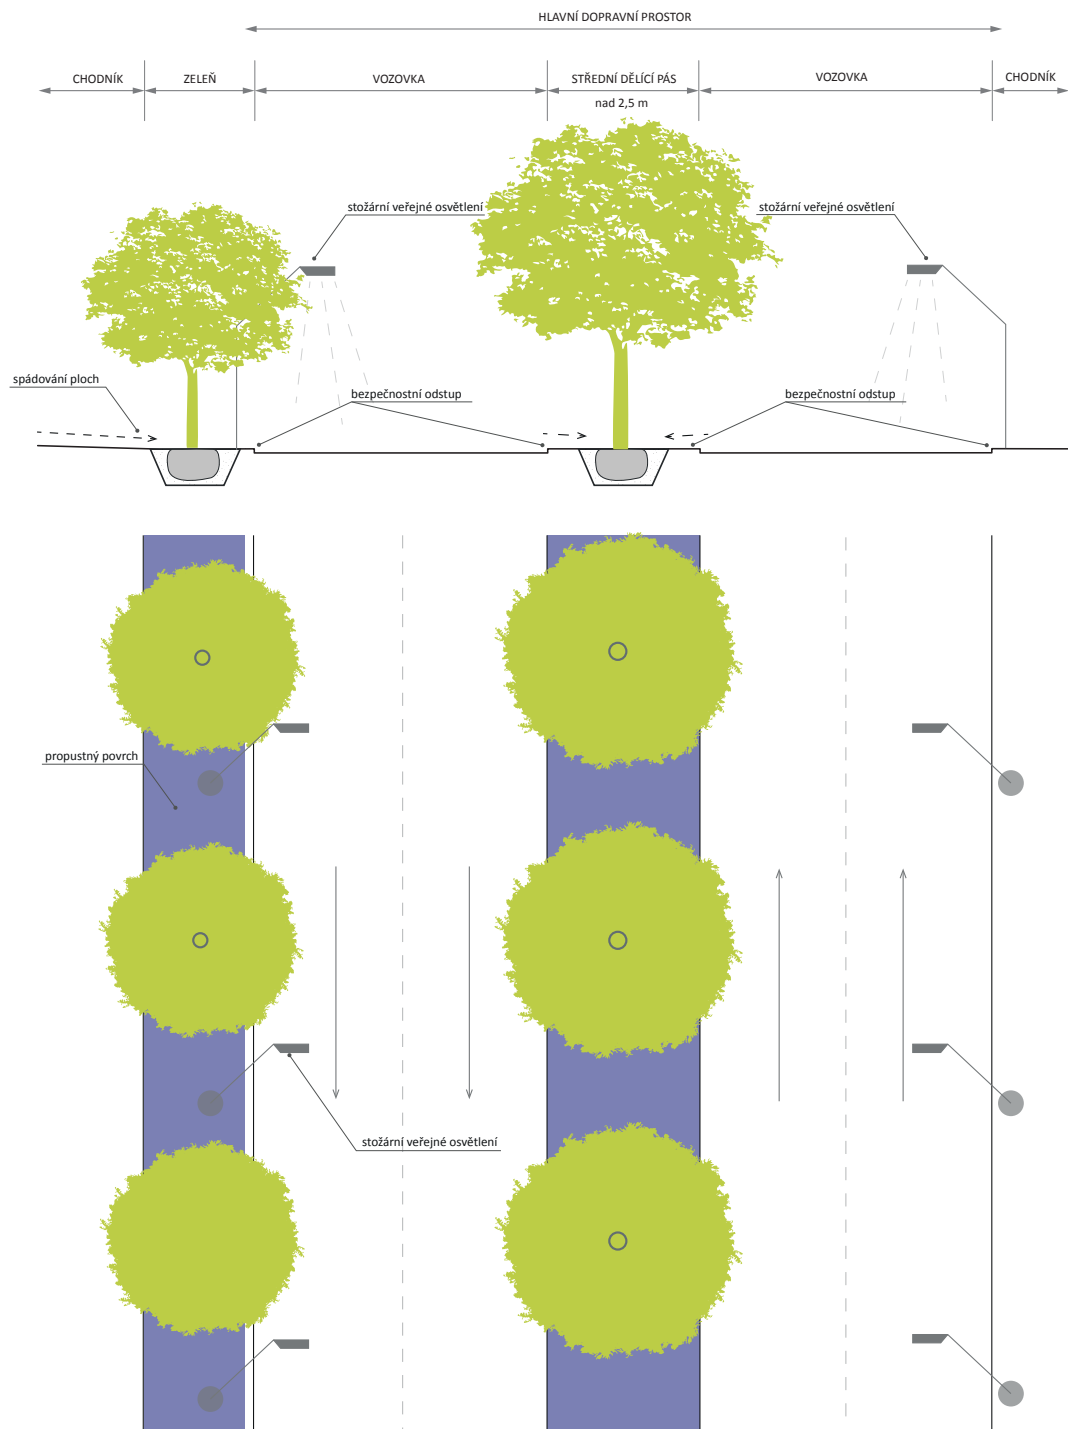 HLAVNÍ DOPRAVNÍ PROSTOR
CHODNÍK
ZELEŇ
VOZOVKA
STŘEDNÍ DĚLÍCÍ PÁS
VOZOVKA
CHODNÍK
nad 2,5 m
stožární veřejné osvětlení
stožární veřejné osvětlení
spádování ploch
bezpečnostní odstup
bezpečnostní odstup
propustný povrch
stožární veřejné osvětlení